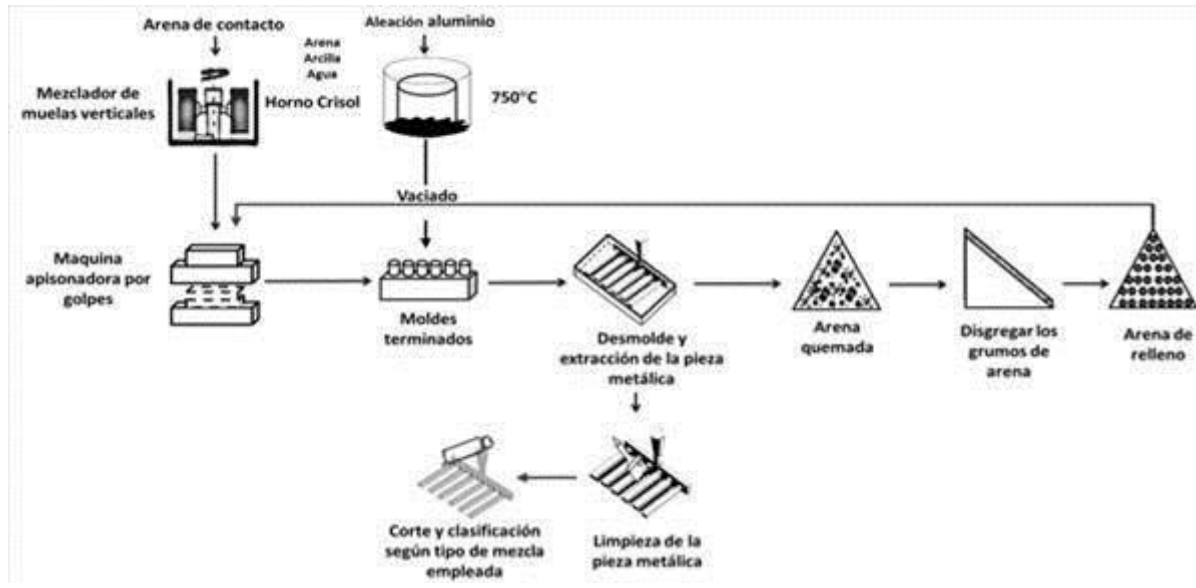 Arena de contacto
Aleación aluminio
Arena
Arcilla
Agua
Mezclador de
muelas verticales
Horno Crisol
750°C
Vaciado
Maquina
apisonadora por
golpes
Moldes
terminados
Desmolde y
extracción de la pieza
metálica
Arena
quemada
Disgregar los
grumos de
arena
Arena de
relleno
Corte y clasificación
según tipo de mezcla
empleada
Limpieza de la
pieza metálica